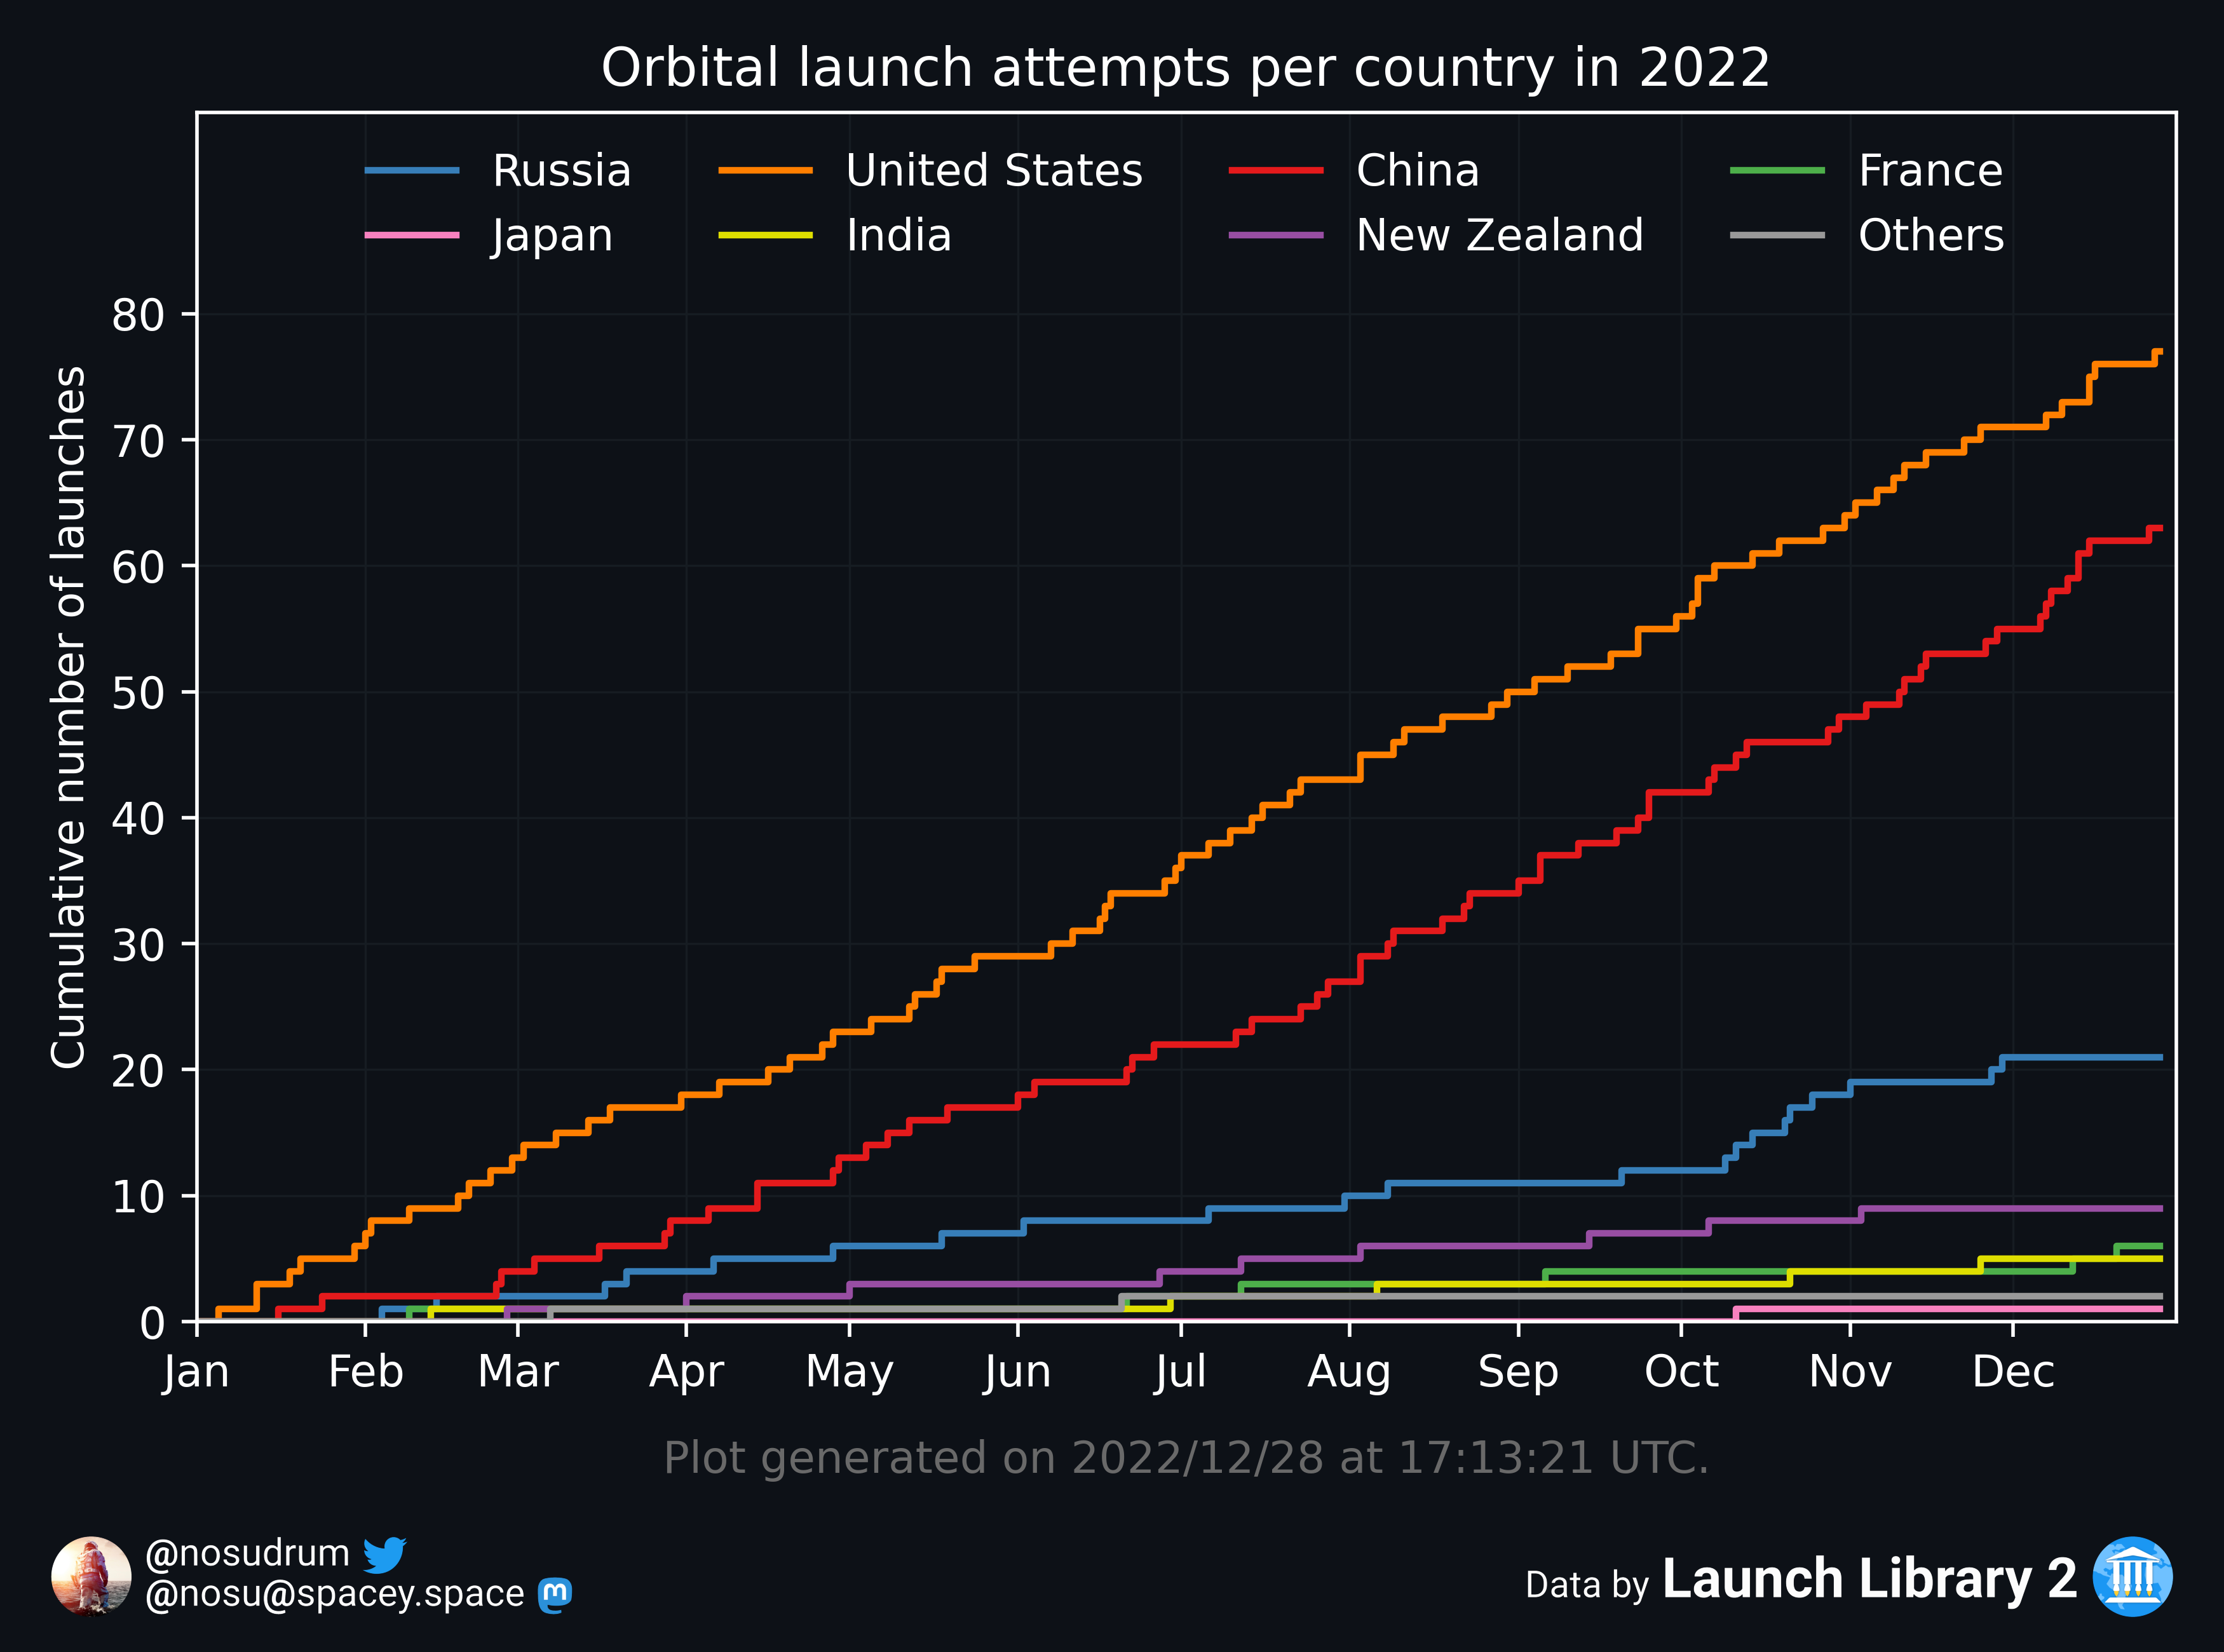 Orbital launch attempts per country in 2022
Russia United States China France
Japan India New Zealand Others
Cumulative number of launches
80
70
60
50
40
30
20
10
0
Jan Feb Mar Apr May Jun Jul Aug Sep Oct Nov Dec
Plot generated on 2022/12/28 at 17:13:21 UTC.
@nosudrum
@nosu@spacey.space
Data by Launch Library 2